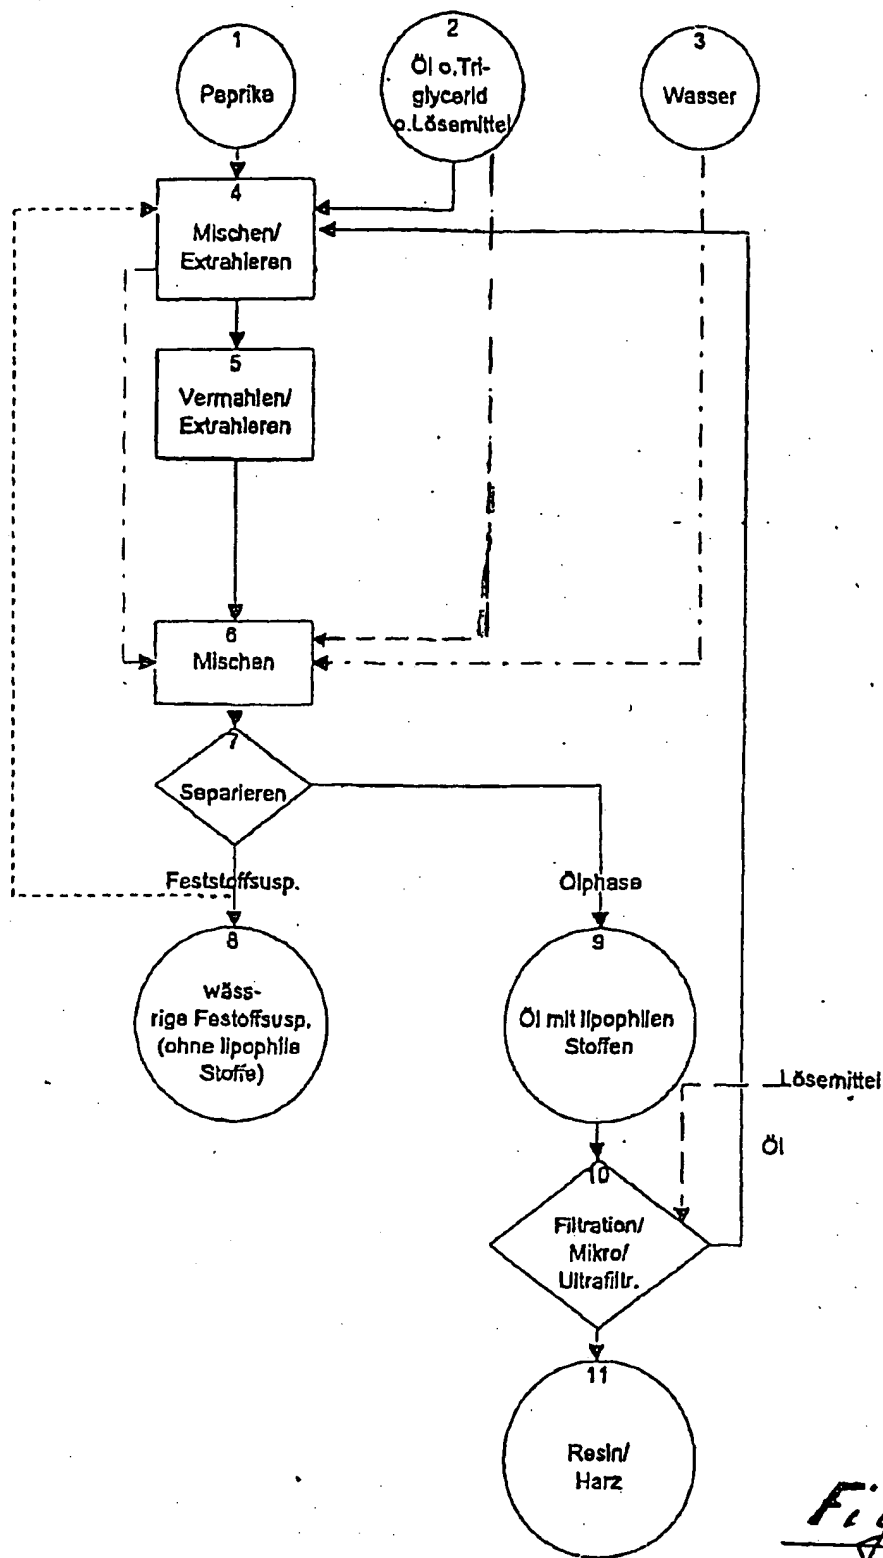 1
Paprika
2
Öl o.Tri-
glycerid
o.Lösemittel
3
Wasser
4
Mischen/
Extrahieren
5
Vermahlen/
Extrahieren
6
Mischen
7
Separieren
Feststoffsusp.
Ölphase
8
wäss-
rige Festoffsusp.
(ohne lipophile
Stoffe)
9
Öl mit lipophilen
Stoffen
Lösemittel
Öl
10
Filtration/
Mikro/
Ultrafiltr.
11
Resin/
Harz